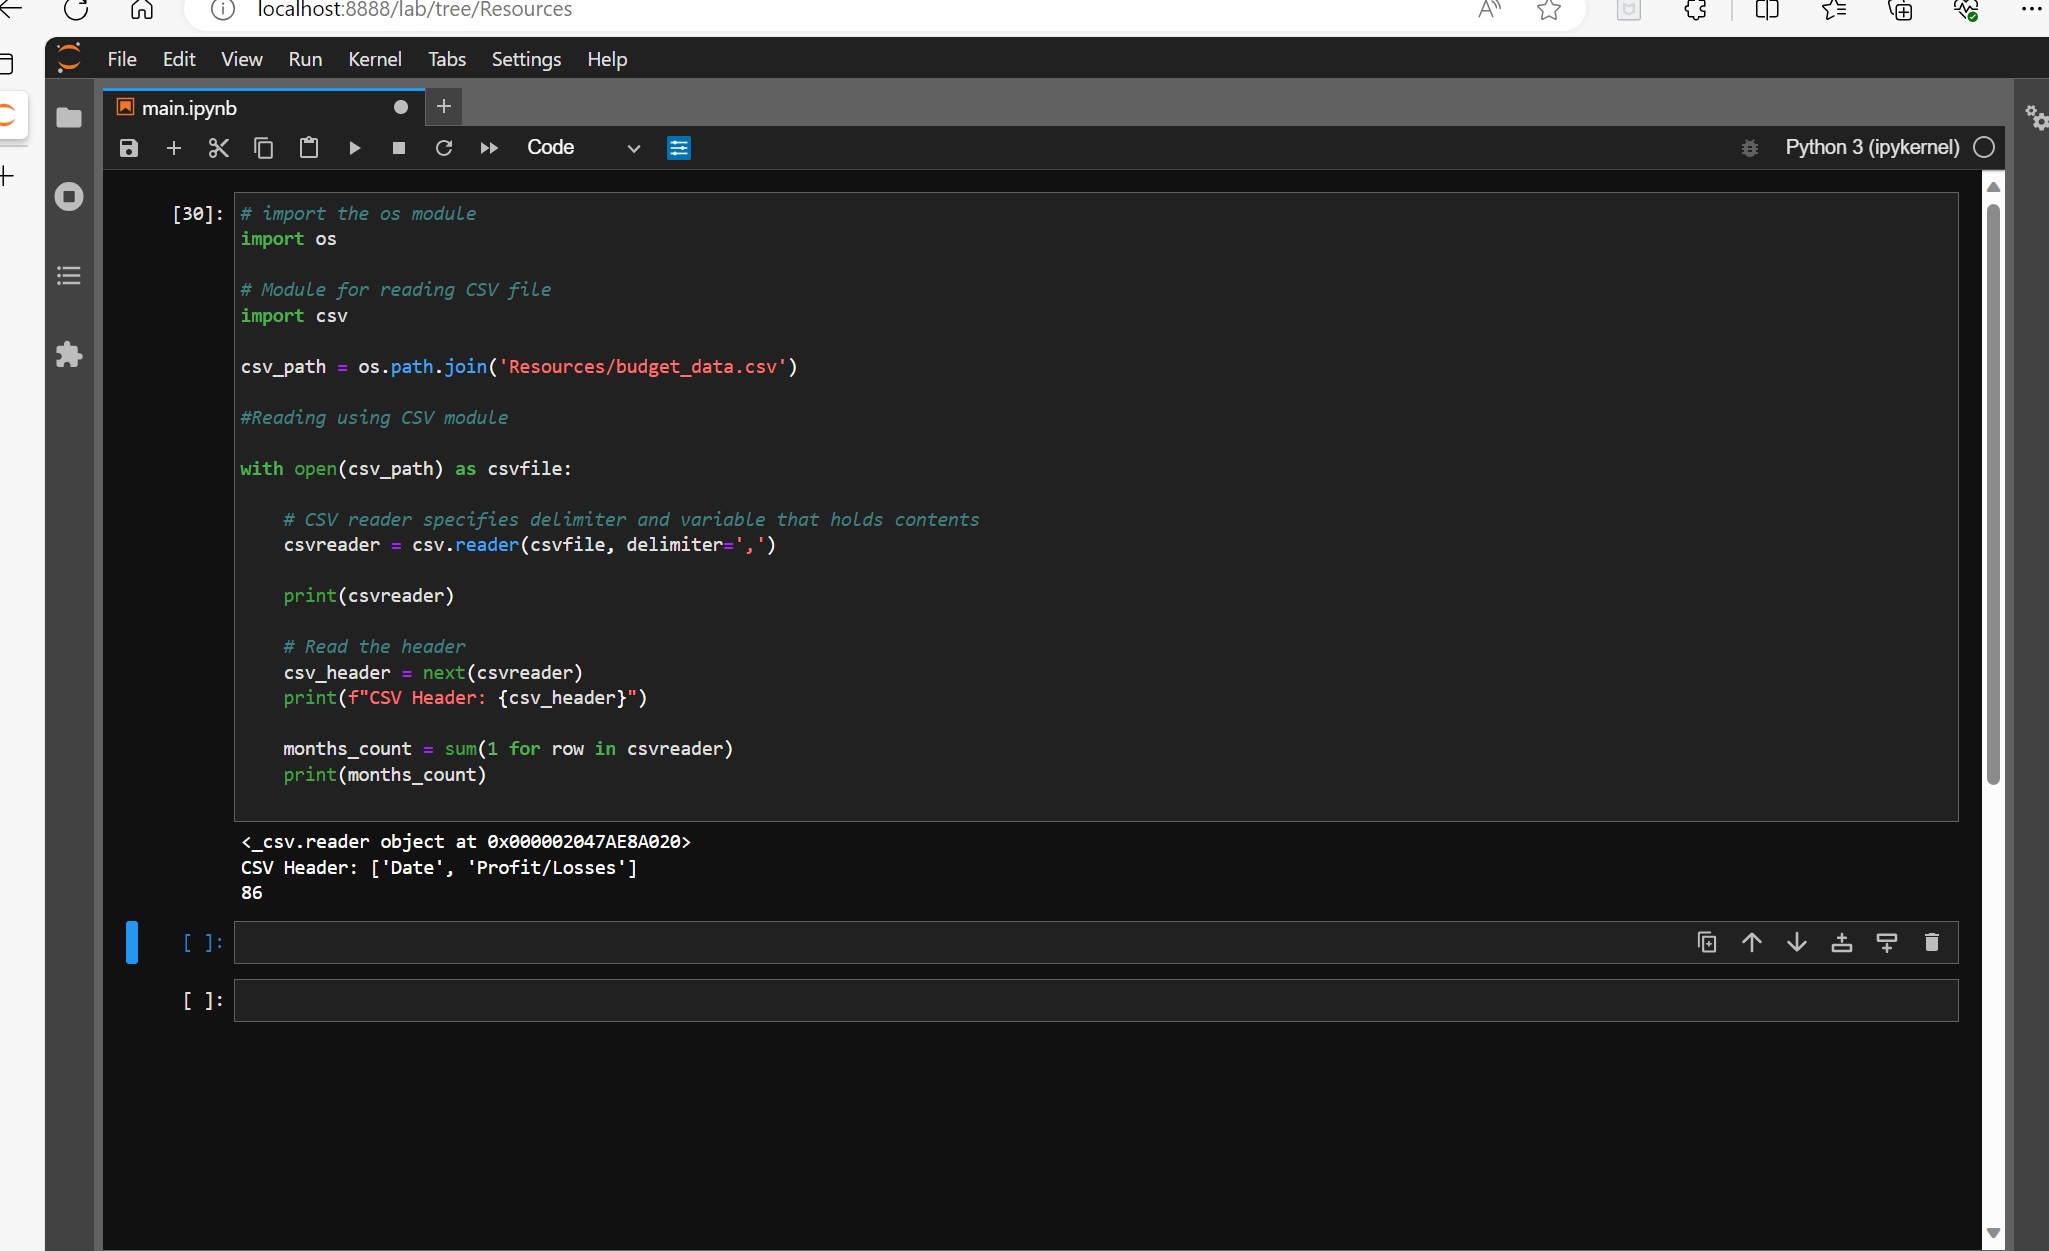 localhost:8888/lab/tree/Resources
File Edit View Run Kernel Tabs Settings Help
main.ipynb
Code
Python 3 (ipykernel)
[30]:
# import the os module
import os
# Module for reading CSV file
import csv
csv_path = os.path.join('Resources/budget_data.csv')
#Reading using CSV module
with open(csv_path) as csvfile:
# CSV reader specifies delimiter and variable that holds contents
csvreader = csv.reader(csvfile, delimiter=',')
print(csvreader)
# Read the header
csv_header = next(csvreader)
print(f"CSV Header: {csv_header}")
months_count = sum(1 for row in csvreader)
print(months_count)
<_csv.reader object at 0x000002047AE8A020>
CSV Header: ['Date', 'Profit/Losses']
86
[ ]:
[ ]: